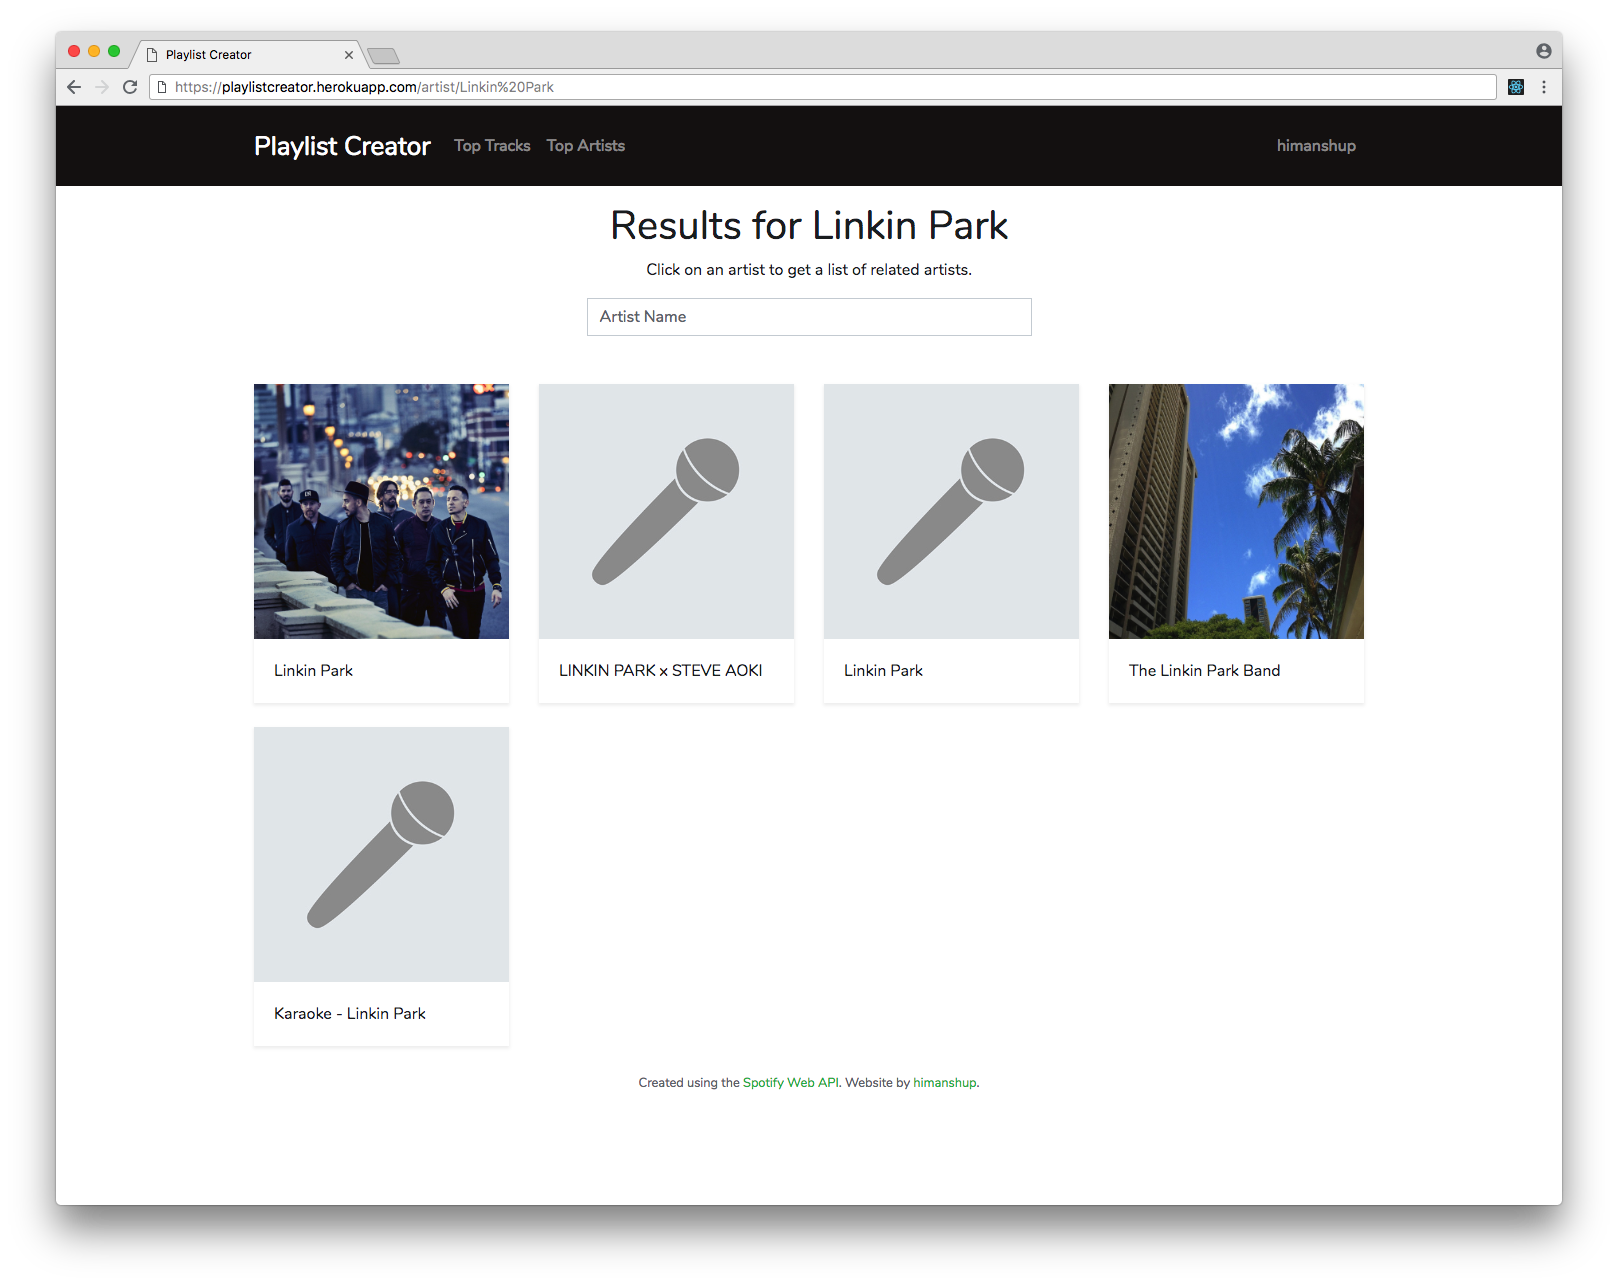 Playlist Creator
https://playlistcreator.herokuapp.com/artist/Linkin%20Park
Playlist Creator Top Tracks Top Artists himanshup
Results for Linkin Park
Click on an artist to get a list of related artists.
Artist Name
Linkin Park
LINKIN PARK x STEVE AOKI
Linkin Park
The Linkin Park Band
Karaoke - Linkin Park
Created using the Spotify Web API. Website by himanshup.